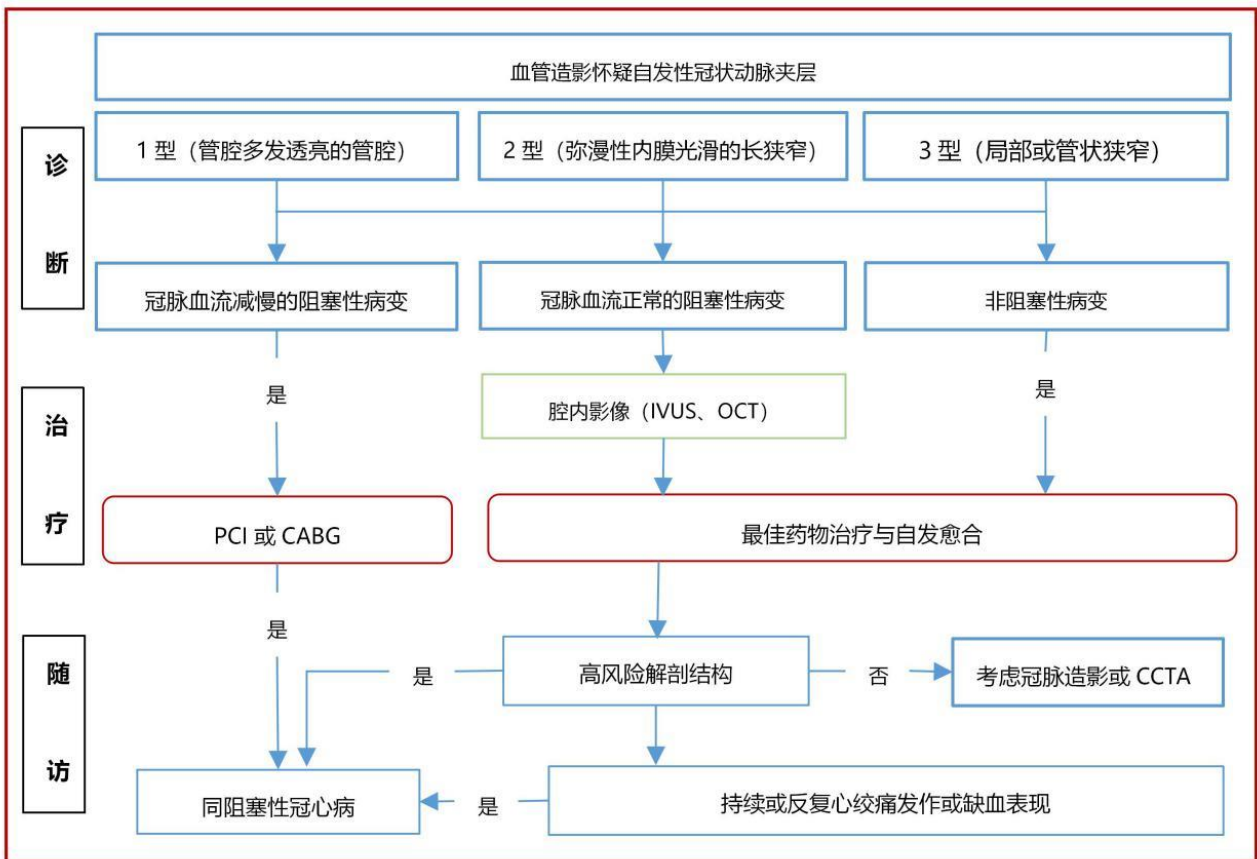 血管造影怀疑自发性冠状动脉夹层
诊
断
1 型（管腔多发透亮的管腔）
2 型（弥漫性内膜光滑的长狭窄）
3 型（局部或管状狭窄）
冠脉血流减慢的阻塞性病变
冠脉血流正常的阻塞性病变
非阻塞性病变
治
疗
是
腔内影像（IVUS、OCT）
是
PCI 或 CABG
最佳药物治疗与自发愈合
随
访
是
是
高风险解剖结构
否
考虑冠脉造影或 CCTA
同阻塞性冠心病
是
持续或反复心绞痛发作或缺血表现